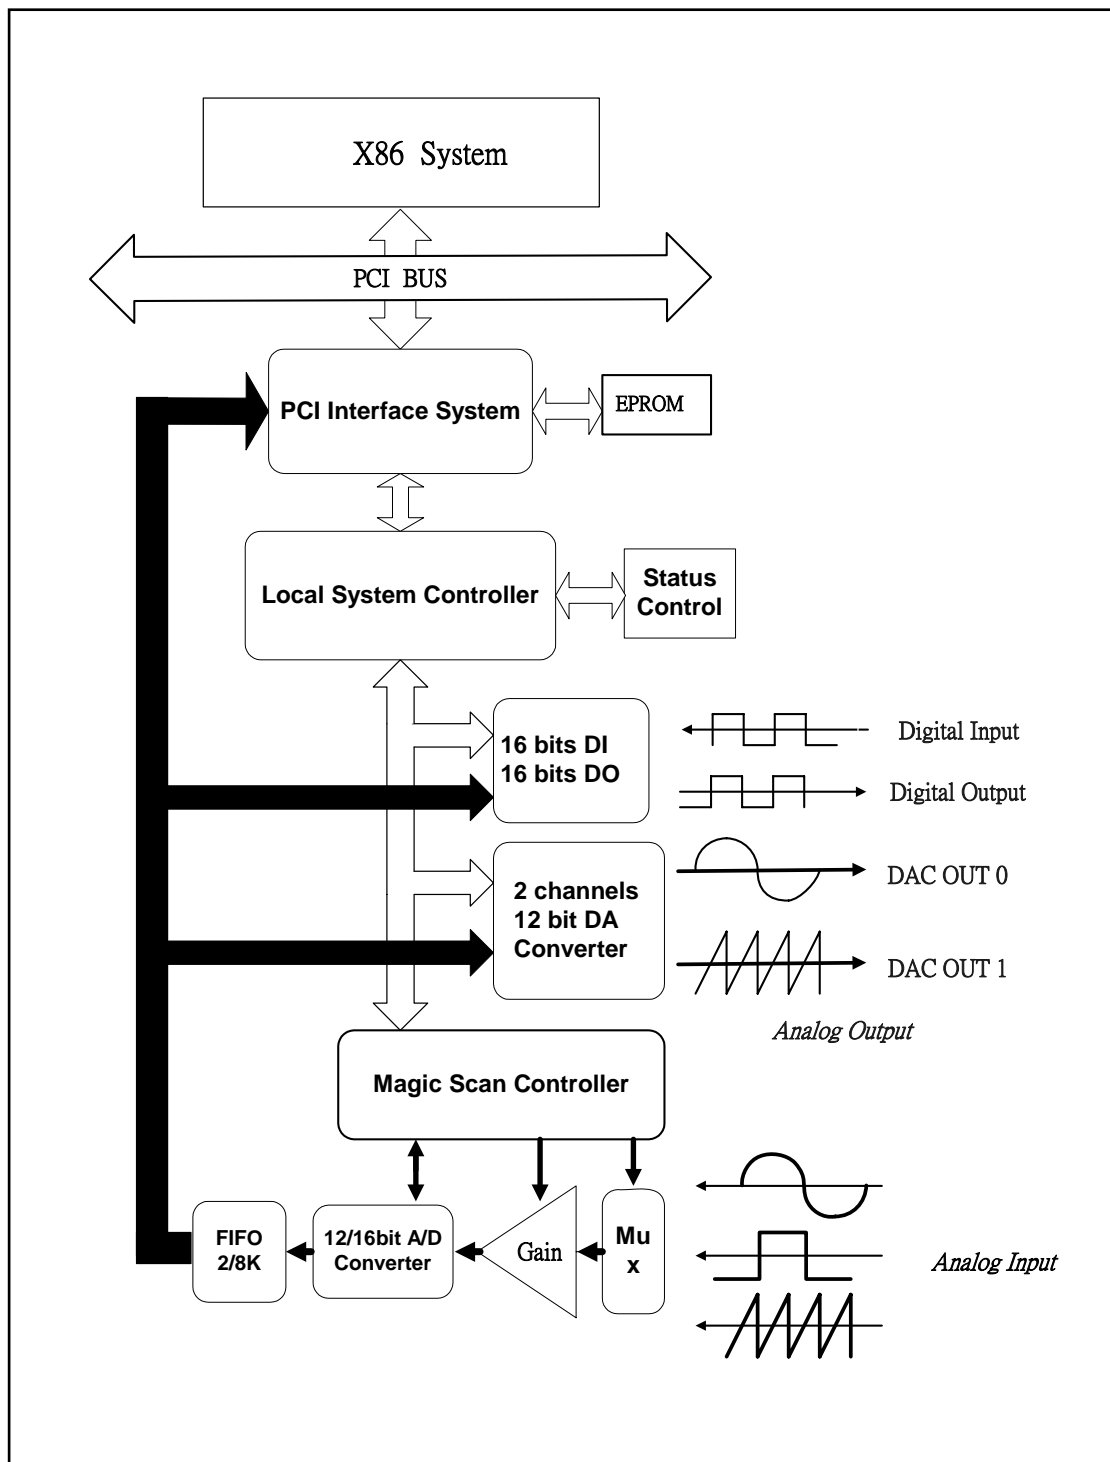 X86 System
PCI BUS
PCI Interface System
EPROM
Local System Controller
Status
Control
16 bits DI
16 bits DO
Digital Input
Digital Output
2 channels
12 bit DA
Converter
DAC OUT 0
DAC OUT 1
Analog Output
Magic Scan Controller
FIFO
2/8K
12/16bit A/D
Converter
Gain
Mu
x
Analog Input